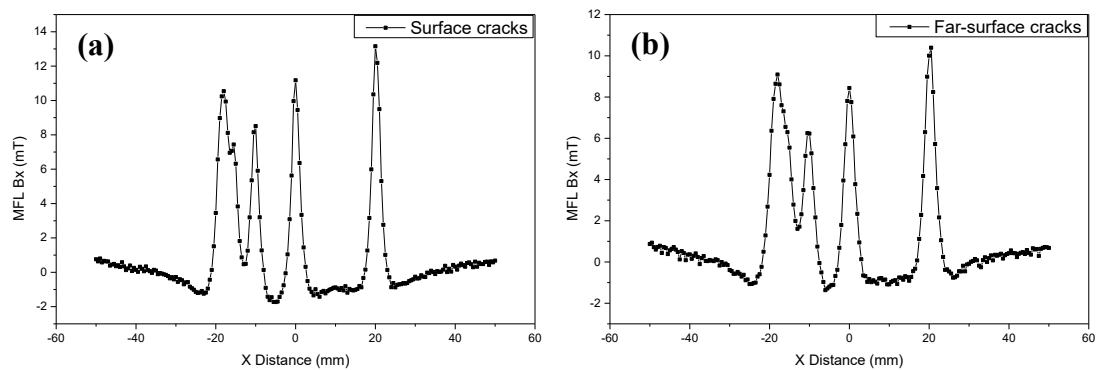 (a)
Surface cracks
14
12
10
8
6
4
2
0
-2
MFL Bx (mT)
-60 -40 -20 0 20 40 60
X Distance (mm)
(b)
Far-surface cracks
12
10
8
6
4
2
0
-2
MFL Bx (mT)
-60 -40 -20 0 20 40 60
X Distance (mm)